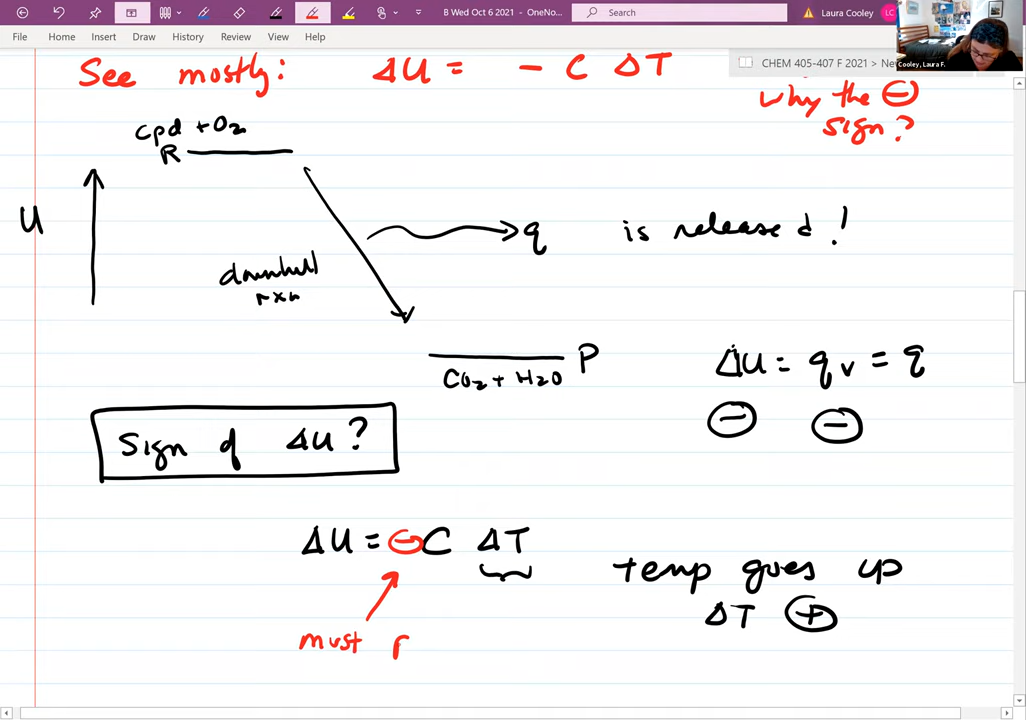 B Wed Oct 6 2021 - OneNo...
Search
Laura Cooley
LC
File Home Insert Draw History Review View Help
Cooley, Laura F.
CHEM 405-407 F 2021 > Ne
See mostly: ΔU = - C ΔT
why the ⊖
sign?
cpd + O2
R
U
q is released!
downhill
rxn
P
CO2 + H2O
ΔU = qv = q
⊖ ⊖
Sign of ΔU?
ΔU = ⊖C ΔT
temp goes up
ΔT ⊕
must